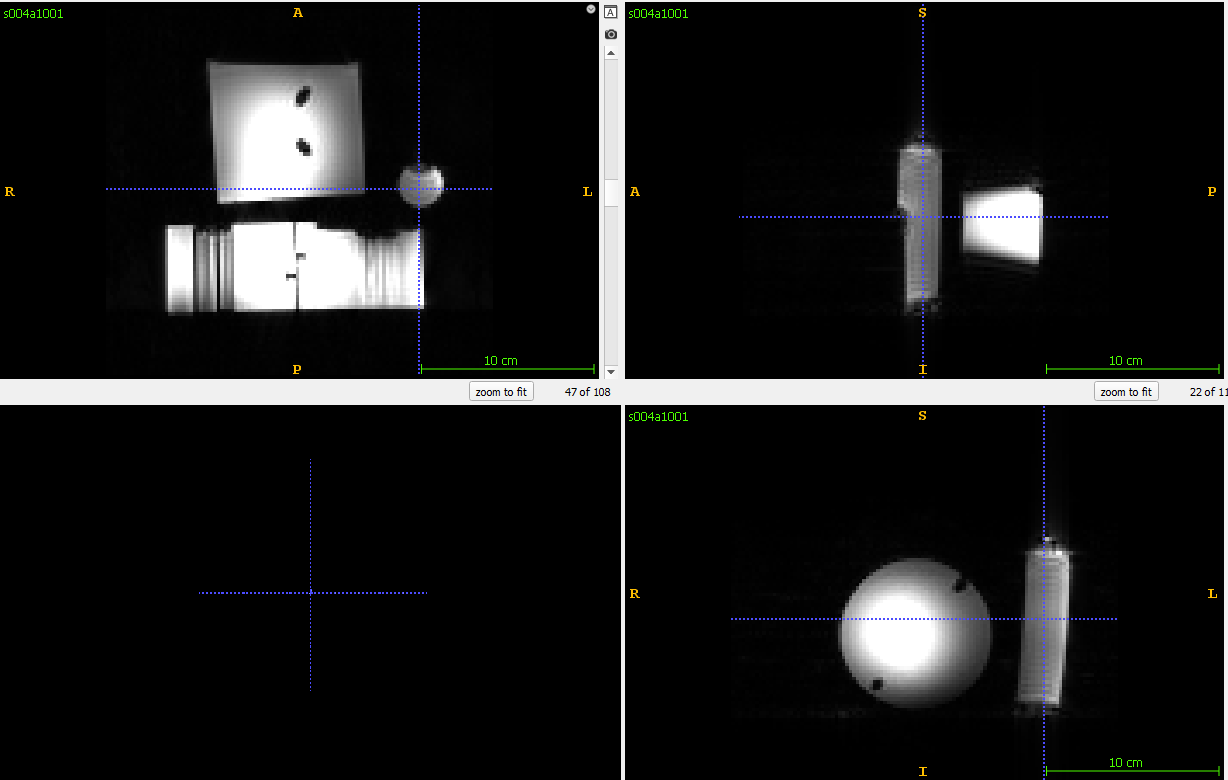 s004a1001
A
R
L
P
10 cm
zoom to fit
47 of 108
A
s004a1001
S
A
P
I
10 cm
zoom to fit
22 of 11
s004a1001
S
R
L
I
10 cm